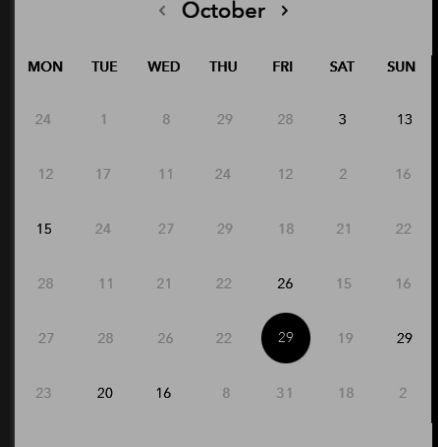 ‹ October ›
MON TUE WED THU FRI SAT SUN
24 1 8 29 28 3 13
12 17 11 24 12 2 16
15 24 27 29 18 21 22
28 11 21 22 26 15 16
27 28 26 22 29 19 29
23 20 16 8 31 18 2